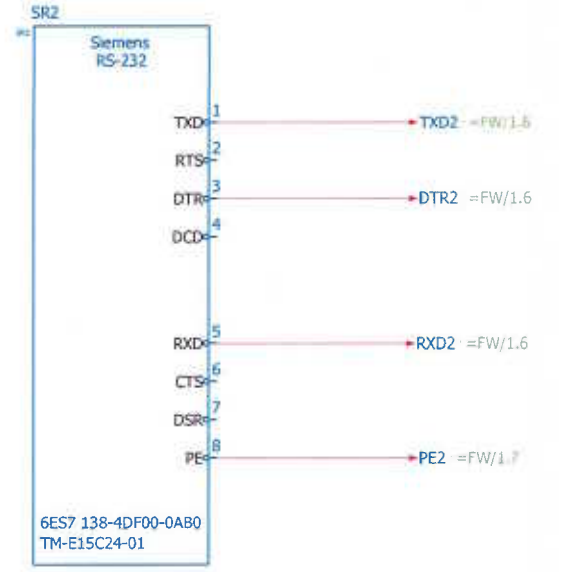 SR2
Siemens
RS-232
TXD 1 TXD2 =FW/1.6
RTS 2
DTR 3 DTR2 =FW/1.6
DCD 4
RXD 5 RXD2 =FW/1.6
CTS 6
DSR 7
PE 8 PE2 =FW/1.7
6ES7 138-4DF00-0AB0
TM-E15C24-01